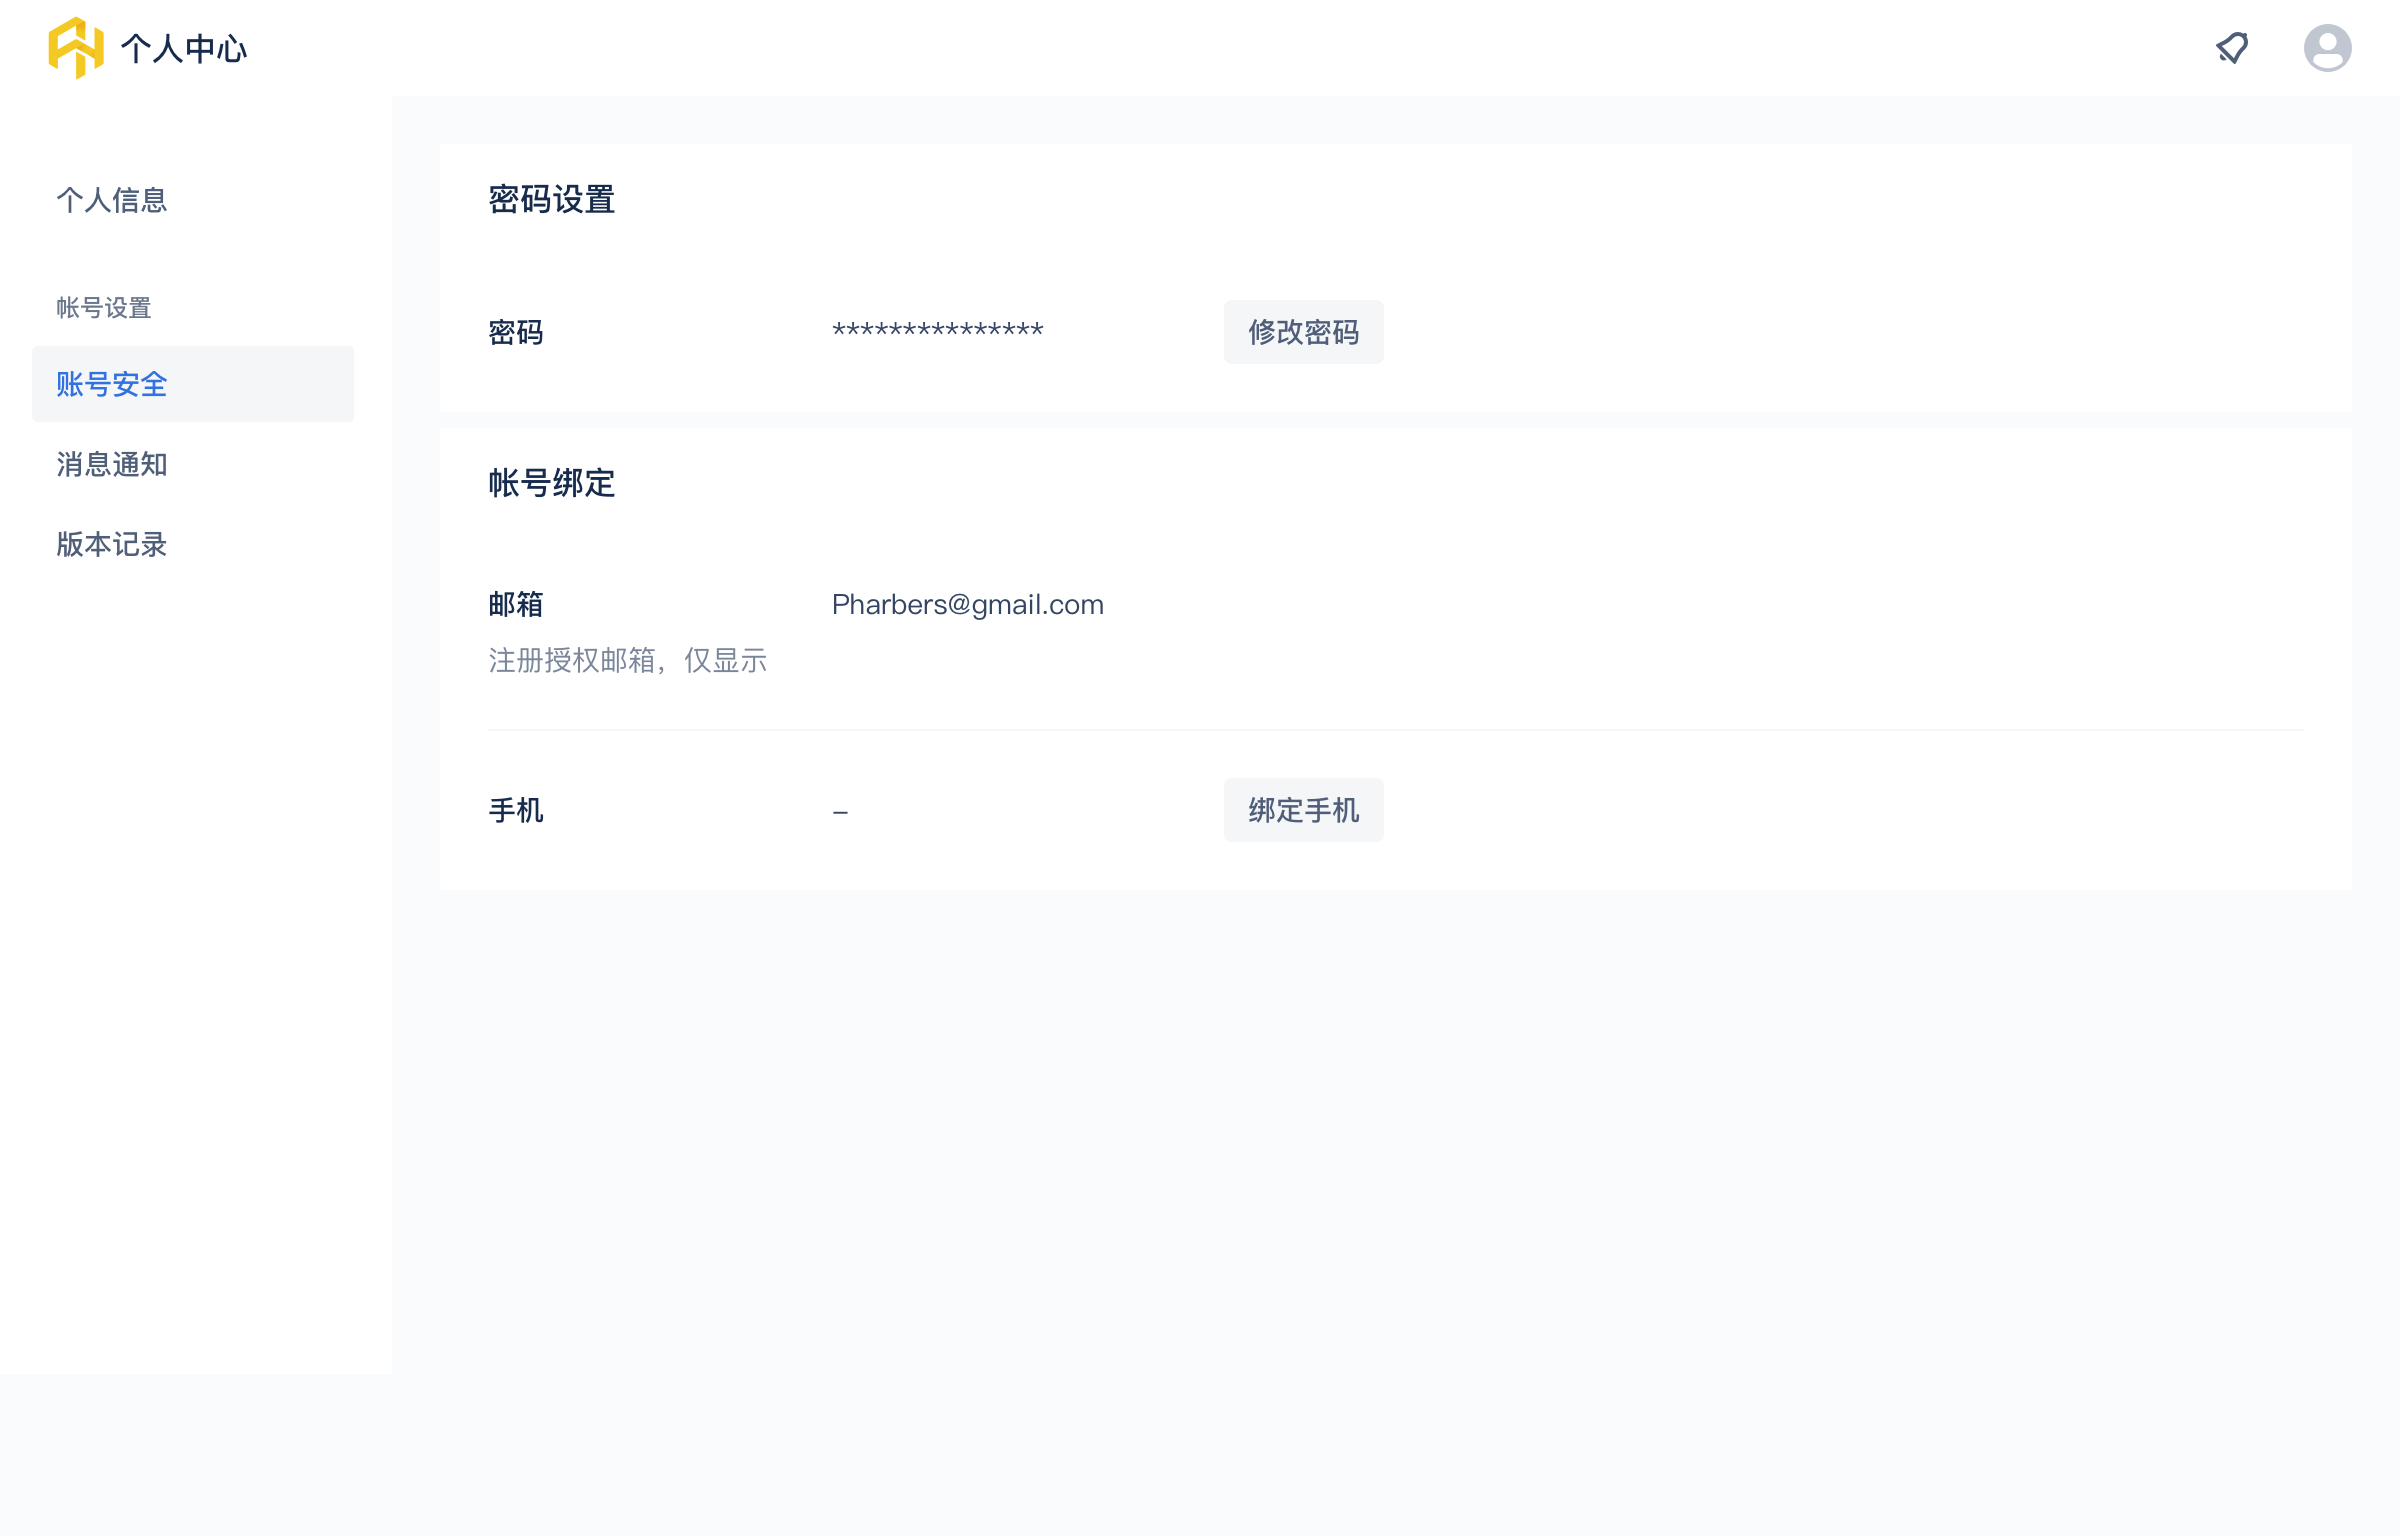 个人中心
个人信息
帐号设置
账号安全
消息通知
版本记录
密码设置
密码
***************
修改密码
帐号绑定
邮箱
Pharbers@gmail.com
注册授权邮箱，仅显示
手机
–
绑定手机